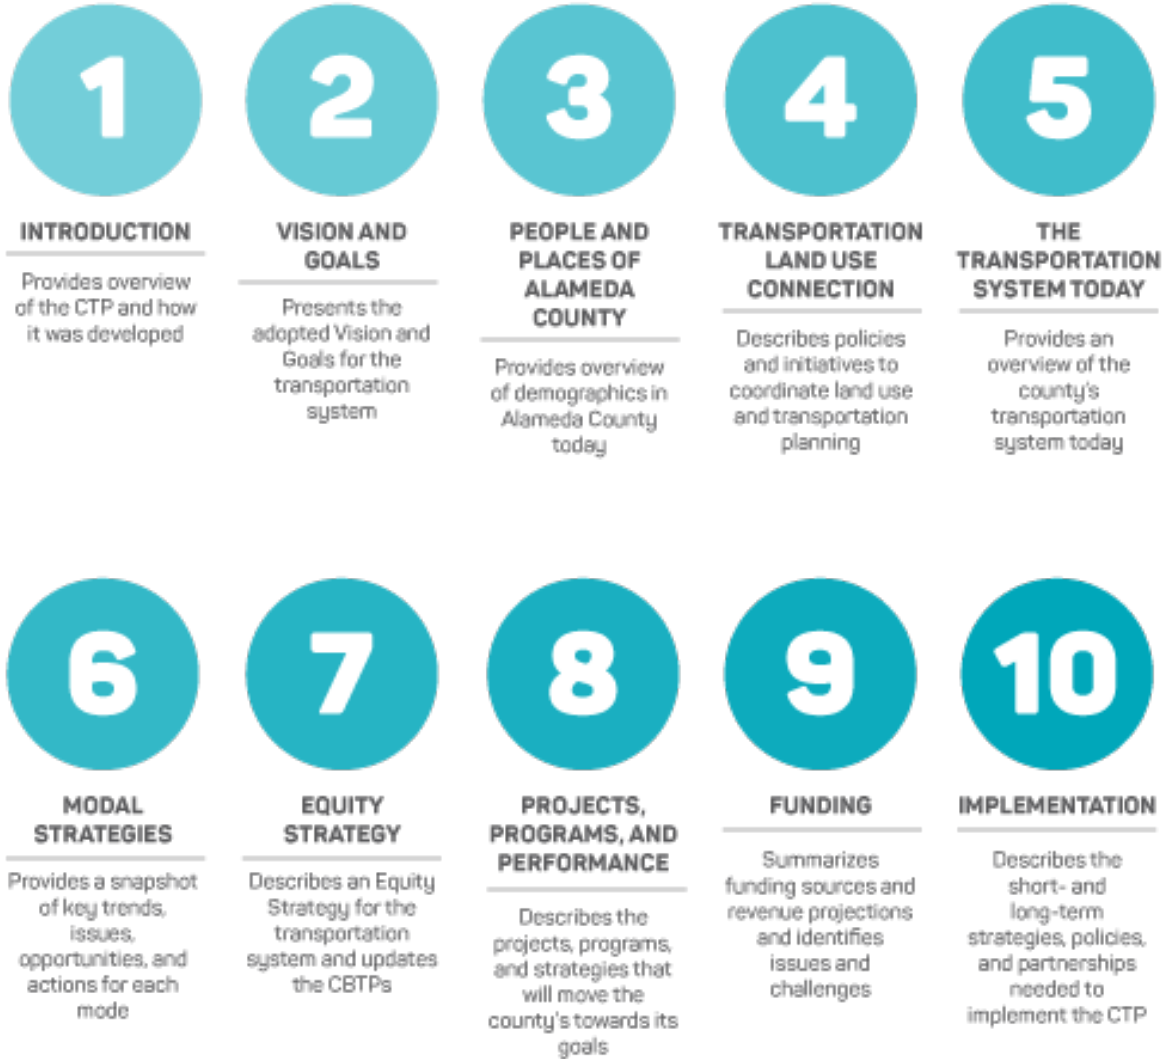 1
INTRODUCTION
Provides overview
of the CTP and how
it was developed
2
VISION AND
GOALS
Presents the
adopted Vision and
Goals for the
transportation
system
3
PEOPLE AND
PLACES OF
ALAMEDA
COUNTY
Provides overview
of demographics in
Alameda County
today
4
TRANSPORTATION
LAND USE
CONNECTION
Describes policies
and initiatives to
coordinate land use
and transportation
planning
5
THE
TRANSPORTATION
SYSTEM TODAY
Provides an
overview of the
county's
transportation
system today
6
MODAL
STRATEGIES
Provides a snapshot
of key trends,
issues,
opportunities, and
actions for each
mode
7
EQUITY
STRATEGY
Describes an Equity
Strategy for the
transportation
system and updates
the CBTPs
8
PROJECTS,
PROGRAMS, AND
PERFORMANCE
Describes the
projects, programs,
and strategies that
will move the
county's towards its
goals
9
FUNDING
Summarizes
funding sources and
revenue projections
and identifies
issues and
challenges
10
IMPLEMENTATION
Describes the
short- and
long-term
strategies, policies,
and partnerships
needed to
implement the CTP